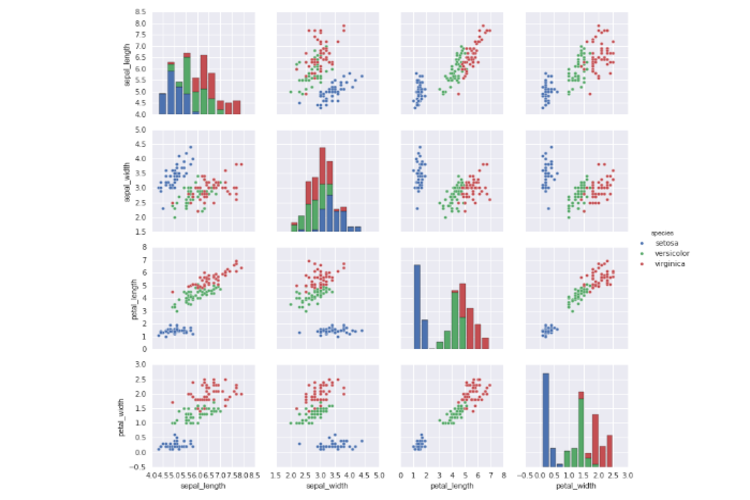 8.5
8.0
7.5
7.0
6.5
6.0
5.5
5.0
4.5
4.0
sepal_length
5.0
4.5
4.0
3.5
3.0
2.5
2.0
1.5
sepal_width
8
7
6
5
4
3
2
1
0
petal_length
species
setosa
versicolor
virginica
3.0
2.5
2.0
1.5
1.0
0.5
0.0
−0.5
petal_width
4.0 4.5 5.0 5.5 6.0 6.5 7.0 7.5 8.0 8.5
sepal_length
1.5 2.0 2.5 3.0 3.5 4.0 4.5 5.0
sepal_width
0 1 2 3 4 5 6 7 8
petal_length
−0.5 0.0 0.5 1.0 1.5 2.0 2.5 3.0
petal_width